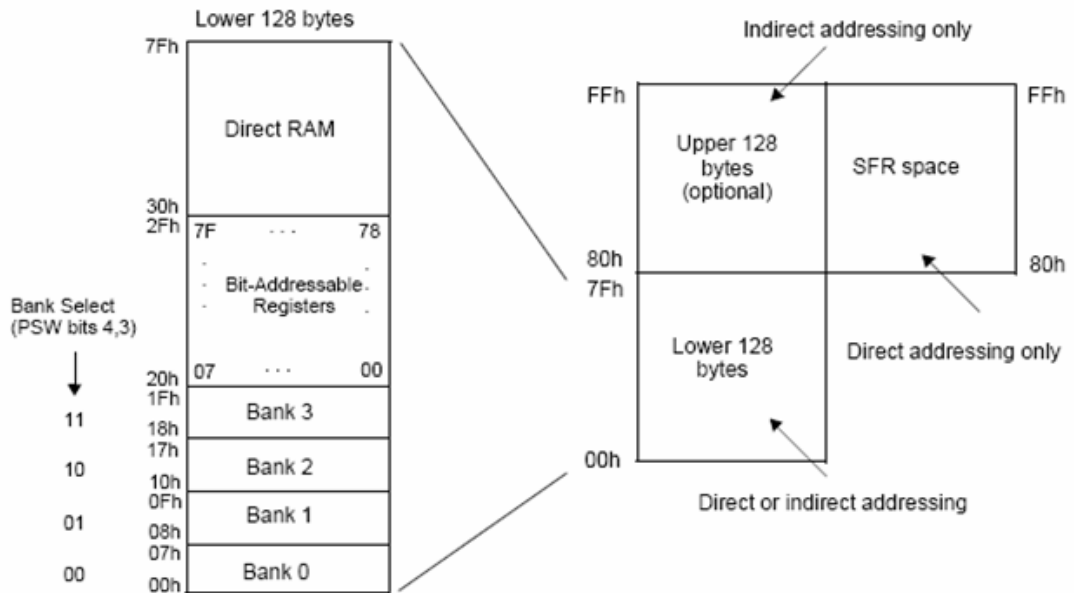 Lower 128 bytes
7Fh
Direct RAM
30h
2Fh
7F ... 78
Bit-Addressable
Registers
07 ... 00
20h
Bank Select
(PSW bits 4,3)
11
1Fh
Bank 3
18h
10
17h
Bank 2
10h
01
0Fh
Bank 1
08h
00
07h
Bank 0
00h
Indirect addressing only
FFh
Upper 128
bytes
(optional)
SFR space
FFh
80h
80h
7Fh
Lower 128
bytes
Direct addressing only
00h
Direct or indirect addressing